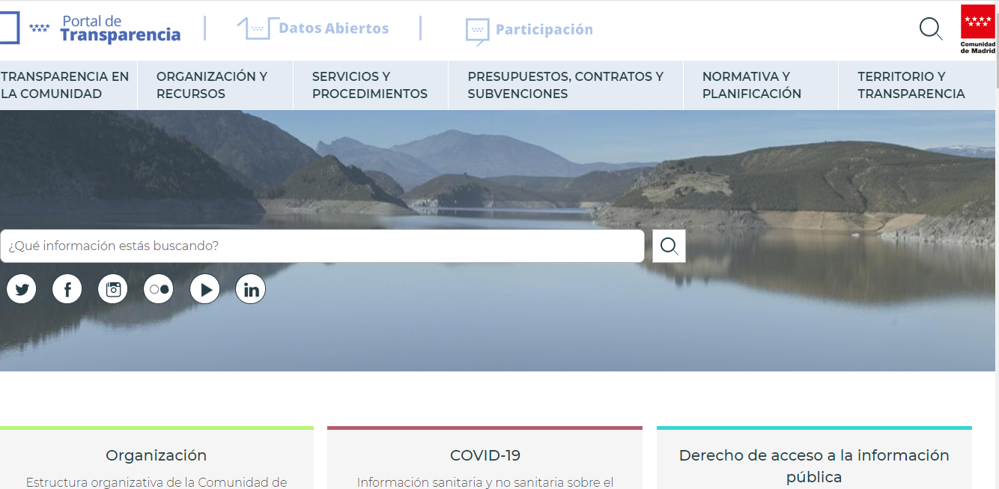 Portal de
Transparencia
Datos Abiertos
Participación
Comunidad
de Madrid
TRANSPARENCIA EN
LA COMUNIDAD
ORGANIZACIÓN Y
RECURSOS
SERVICIOS Y
PROCEDIMIENTOS
PRESUPUESTOS, CONTRATOS Y
SUBVENCIONES
NORMATIVA Y
PLANIFICACIÓN
TERRITORIO Y
TRANSPARENCIA
¿Qué información estás buscando?
in
Organización
Estructura organizativa de la Comunidad de
COVID-19
Información sanitaria y no sanitaria sobre el
Derecho de acceso a la información
pública